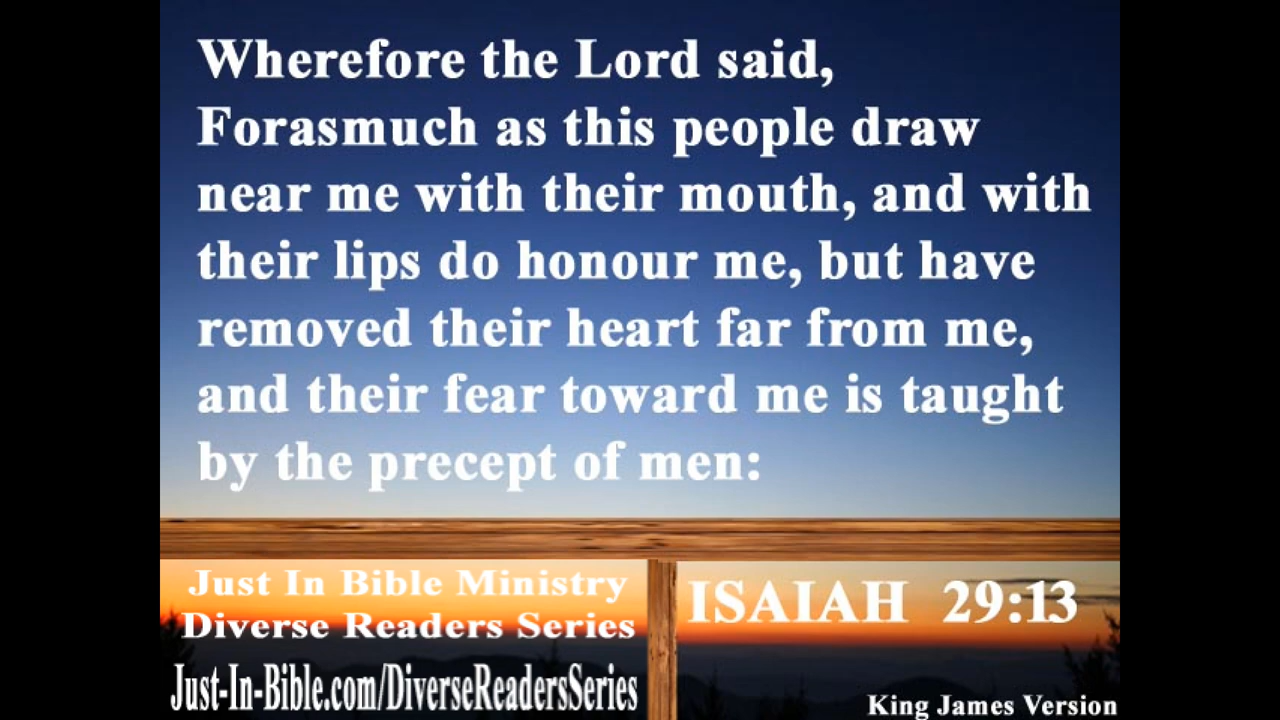 Wherefore the Lord said,
Forasmuch as this people draw
near me with their mouth, and with
their lips do honour me, but have
removed their heart far from me,
and their fear toward me is taught
by the precept of men:
Just In Bible Ministry
Diverse Readers Series
Just-In-Bible.com/DiverseReadersSeries
ISAIAH 29:13
King James Version